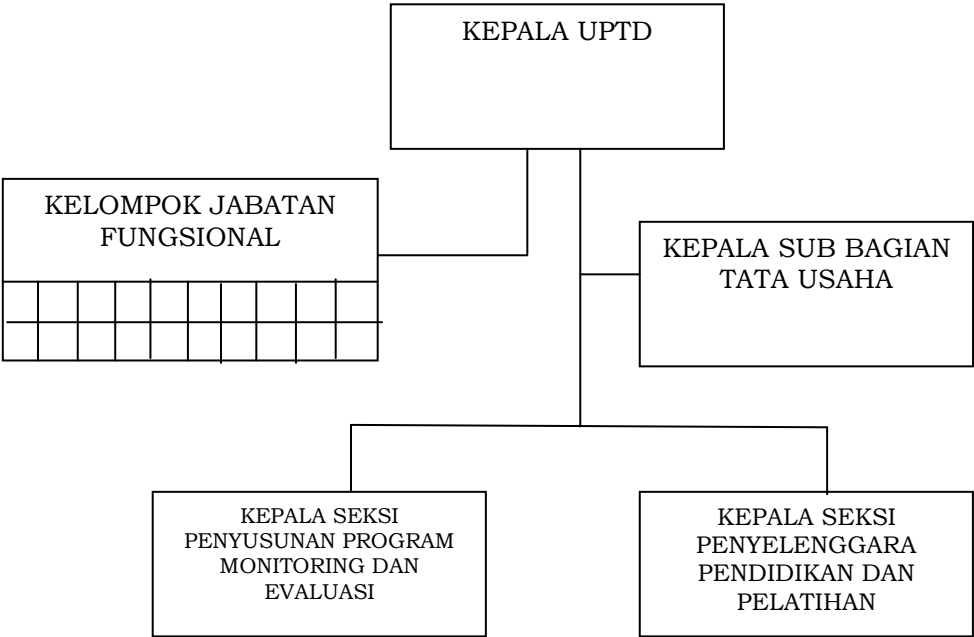 KEPALA UPTD
KELOMPOK JABATAN
FUNGSIONAL
KEPALA SUB BAGIAN
TATA USAHA
KEPALA SEKSI
PENYUSUNAN PROGRAM
MONITORING DAN
EVALUASI
KEPALA SEKSI
PENYELENGGARA
PENDIDIKAN DAN
PELATIHAN